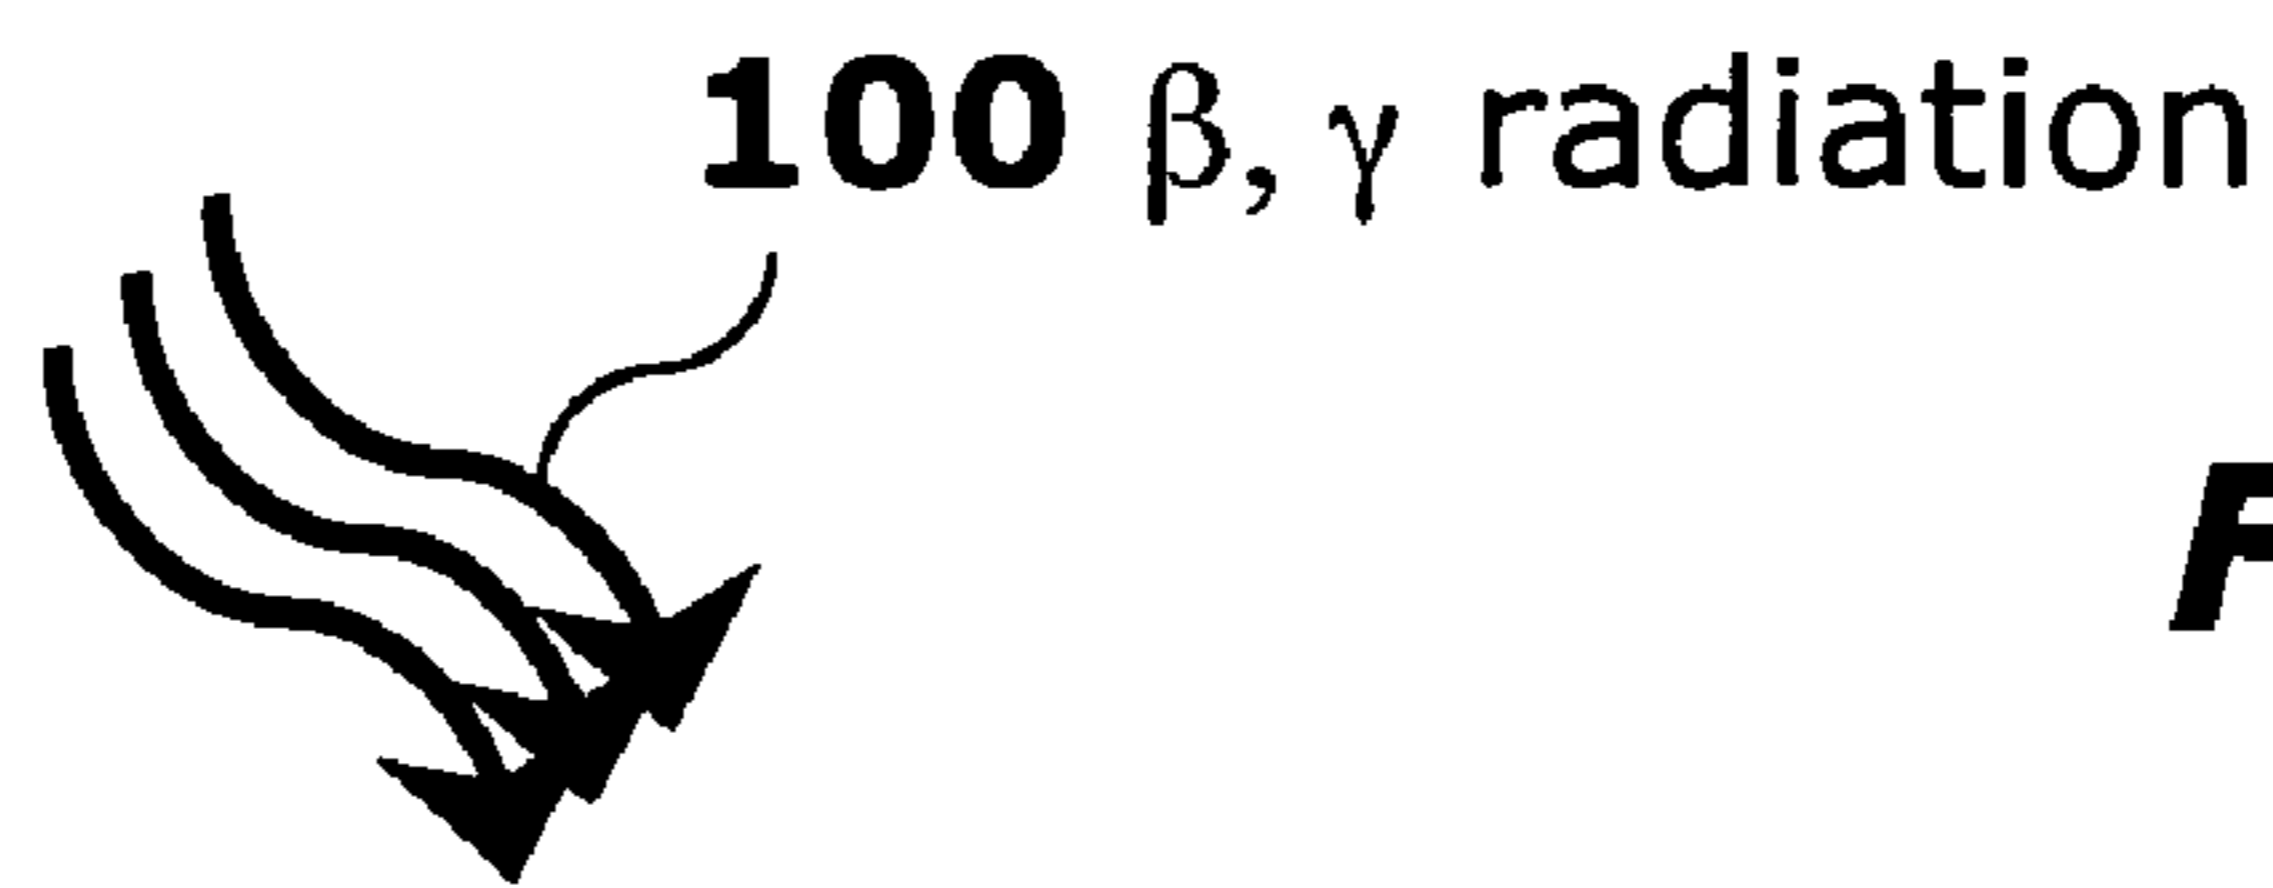 100 β, γ radiation
F